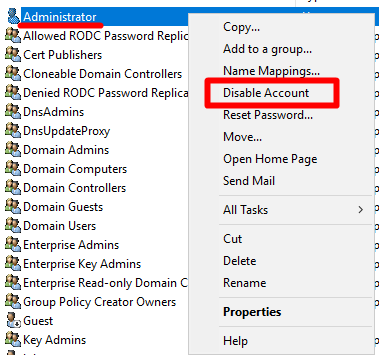 Administrator
Allowed RODC Password Replic
Cert Publishers
Cloneable Domain Controllers
Denied RODC Password Replica
DnsAdmins
DnsUpdateProxy
Domain Admins
Domain Computers
Domain Controllers
Domain Guests
Domain Users
Enterprise Admins
Enterprise Key Admins
Enterprise Read-only Domain C
Group Policy Creator Owners
Guest
Key Admins
Copy...
Add to a group...
Name Mappings...
Disable Account
Reset Password...
Move...
Open Home Page
Send Mail
All Tasks
Cut
Delete
Rename
Properties
Help